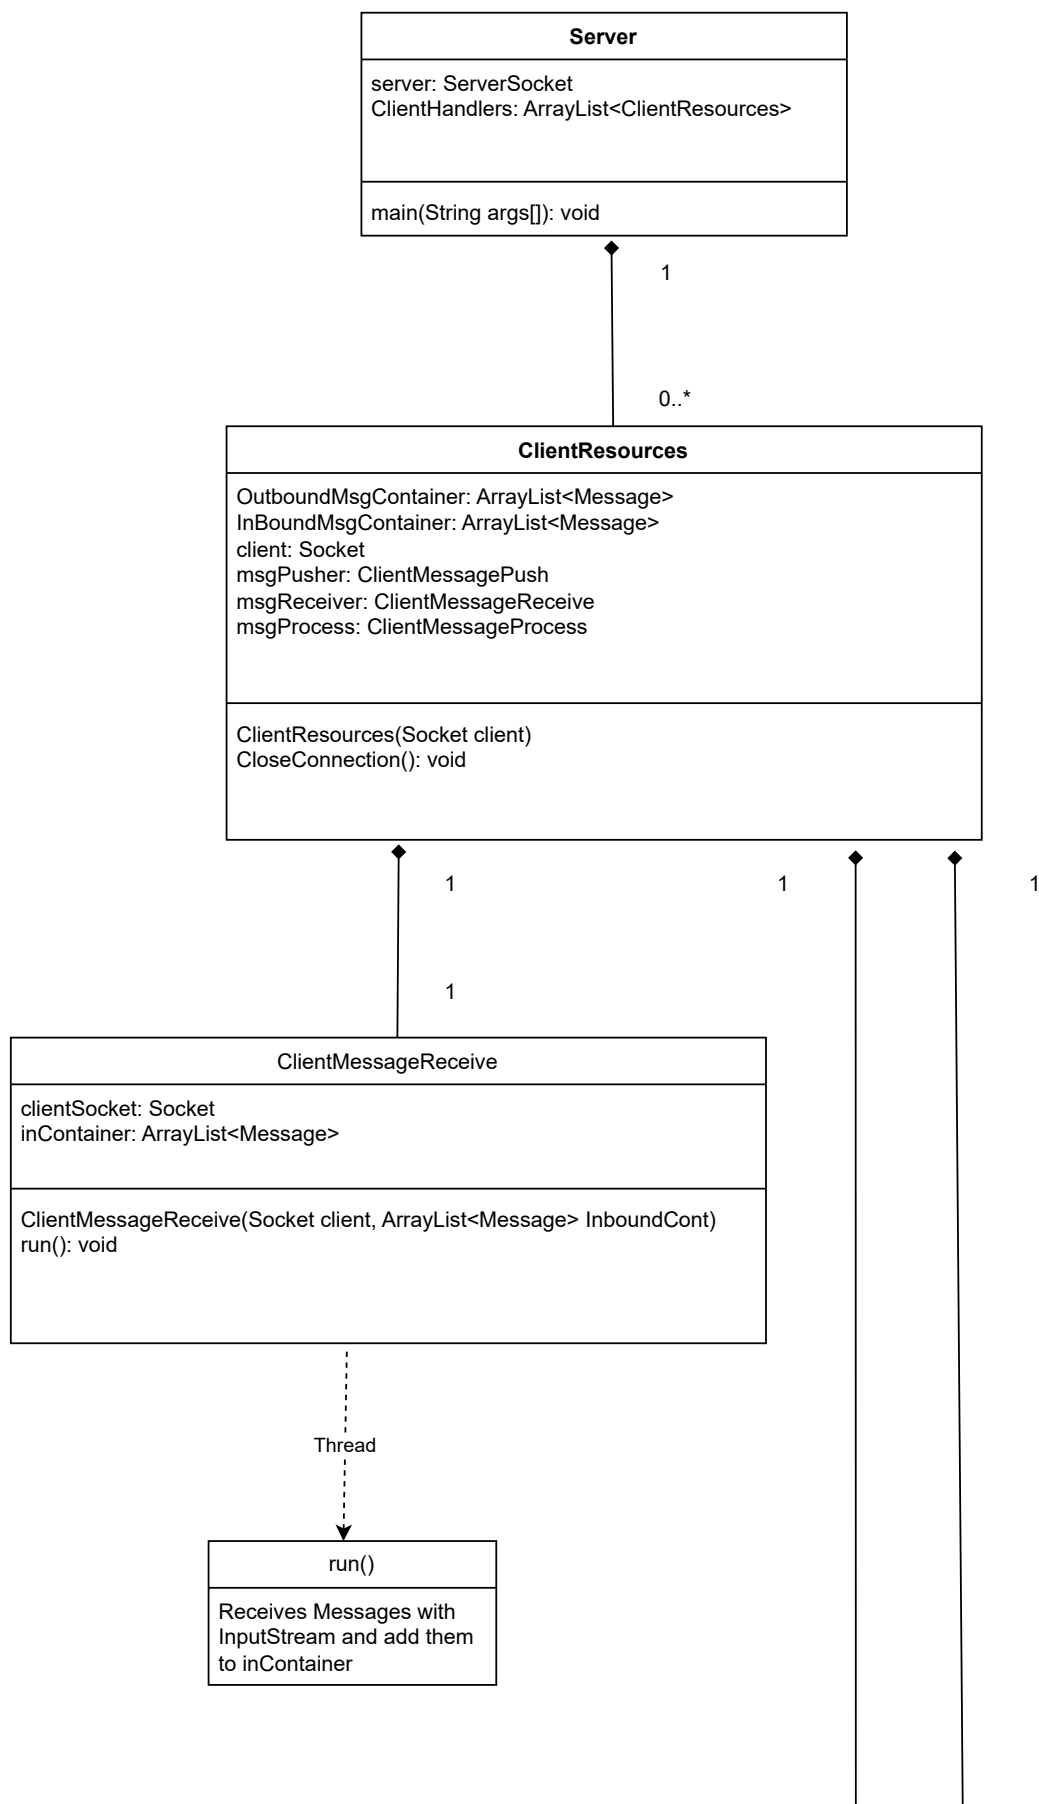 Server
server: ServerSocket
ClientHandlers: ArrayList<ClientResources>
main(String args[]): void
1
0..*
ClientResources
OutboundMsgContainer: ArrayList<Message>
InBoundMsgContainer: ArrayList<Message>
client: Socket
msgPusher: ClientMessagePush
msgReceiver: ClientMessageReceive
msgProcess: ClientMessageProcess
ClientResources(Socket client)
CloseConnection(): void
1
1
1
1
ClientMessageReceive
clientSocket: Socket
inContainer: ArrayList<Message>
ClientMessageReceive(Socket client, ArrayList<Message> InboundCont)
run(): void
Thread
run()
Receives Messages with
InputStream and add them
to inContainer